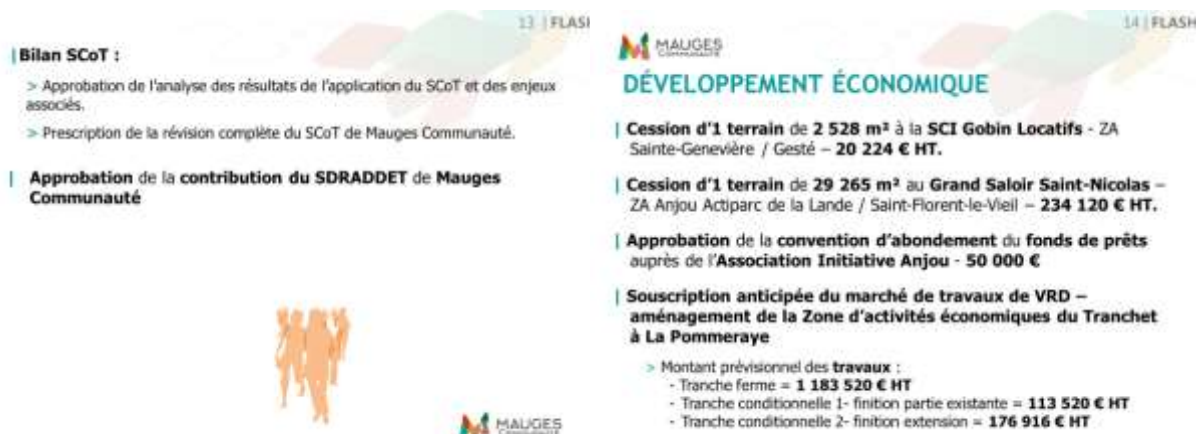 13 | FLASH
Bilan SCoT :
> Approbation de l'analyse des résultats de l'application du SCoT et des enjeux
associés.
> Prescription de la révision complète du SCoT de Mauges Communauté.
Approbation de la contribution du SDRADDET de Mauges
Communauté
MAUGES
COMMUNAUTÉ
14 | FLASH
MAUGES
COMMUNAUTÉ
DÉVELOPPEMENT ÉCONOMIQUE
Cession d'1 terrain de 2 528 m² à la SCI Gobin Locatifs - ZA
Sainte-Geneviève / Gesté – 20 224 € HT.
Cession d'1 terrain de 29 265 m² au Grand Saloir Saint-Nicolas –
ZA Anjou Actiparc de la Lande / Saint-Florent-le-Vieil – 234 120 € HT.
Approbation de la convention d'abondement du fonds de prêts
auprès de l'Association Initiative Anjou - 50 000 €
Souscription anticipée du marché de travaux de VRD –
aménagement de la Zone d'activités économiques du Tranchet
à La Pommeraye
> Montant prévisionnel des travaux :
- Tranche ferme = 1 183 520 € HT
- Tranche conditionnelle 1- finition partie existante = 113 520 € HT
- Tranche conditionnelle 2- finition extension = 176 916 € HT